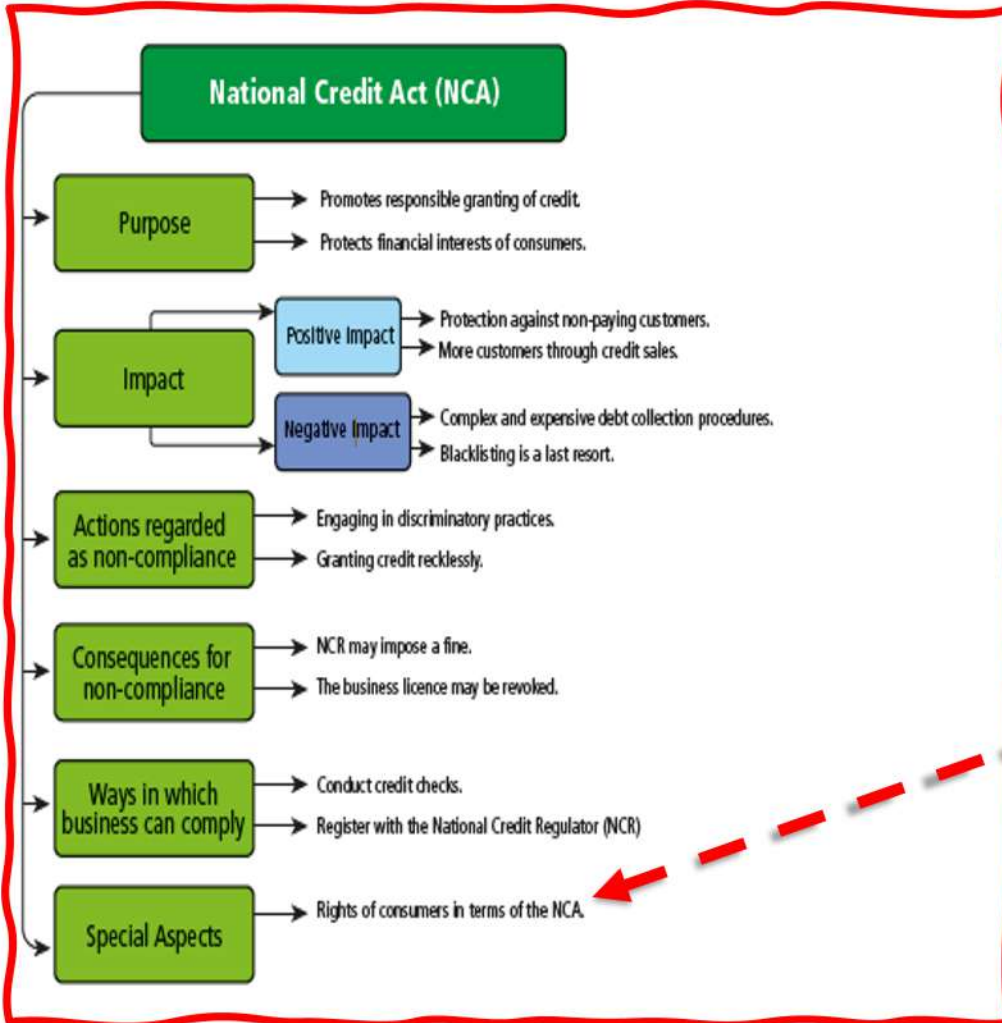 National Credit Act (NCA)
Purpose
Promotes responsible granting of credit.
Protects financial interests of consumers.
Impact
Positive Impact
Protection against non-paying customers.
More customers through credit sales.
Negative Impact
Complex and expensive debt collection procedures.
Blacklisting is a last resort.
Actions regarded
as non-compliance
Engaging in discriminatory practices.
Granting credit recklessly.
Consequences for
non-compliance
NCR may impose a fine.
The business licence may be revoked.
Ways in which
business can comply
Conduct credit checks.
Register with the National Credit Regulator (NCR)
Special Aspects
Rights of consumers in terms of the NCA.